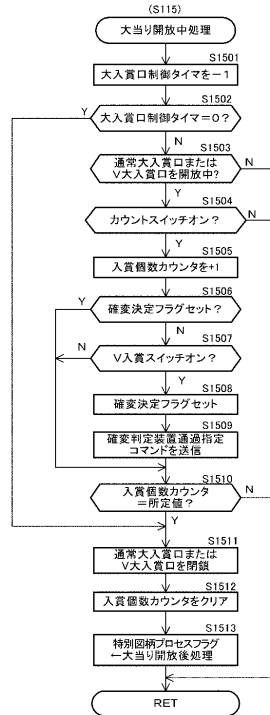 (S115)
大当り開放中処理
S1501
大入賞口制御タイマを－1
S1502
Y
大入賞口制御タイマ=0?
N
S1503
通常大入賞口または
V大入賞口を開放中?
N
Y
S1504
カウントスイッチオン?
N
Y
S1505
入賞個数カウンタを+1
S1506
Y
確変決定フラグセット?
N
S1507
N
V入賞スイッチオン?
Y
S1508
確変決定フラグセット
S1509
確変判定装置通過指定
コマンドを送信
S1510
入賞個数カウンタ
=所定値?
N
Y
S1511
通常大入賞口または
V大入賞口を閉鎖
S1512
入賞個数カウンタをクリア
S1513
特別図柄プロセスフラグ
←大当り開放後処理
RET